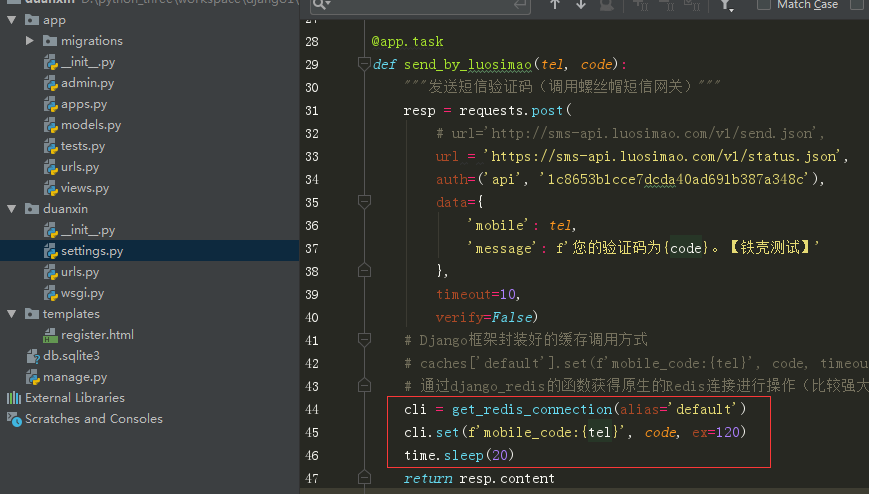 duanxin D:\python_three\workspace\django1\
Match Case
app
migrations
__init__.py
admin.py
apps.py
models.py
tests.py
urls.py
views.py
duanxin
__init__.py
settings.py
urls.py
wsgi.py
templates
register.html
db.sqlite3
manage.py
External Libraries
Scratches and Consoles
27
28 @app.task
29 def send_by_luosimao(tel, code):
30 """发送短信验证码（调用螺丝帽短信网关）"""
31 resp = requests.post(
32 # url='http://sms-api.luosimao.com/v1/send.json',
33 url = 'https://sms-api.luosimao.com/v1/status.json',
34 auth=('api', '1c8653b1cce7dcda40ad691b387a348c'),
35 data={
36 'mobile': tel,
37 'message': f'您的验证码为{code}。【铁壳测试】'
38 },
39 timeout=10,
40 verify=False)
41 # Django框架封装好的缓存调用方式
42 # caches['default'].set(f'mobile_code:{tel}', code, timeou
43 # 通过django_redis的函数获得原生的Redis连接进行操作（比较强大
44 cli = get_redis_connection(alias='default')
45 cli.set(f'mobile_code:{tel}', code, ex=120)
46 time.sleep(20)
47 return resp.content